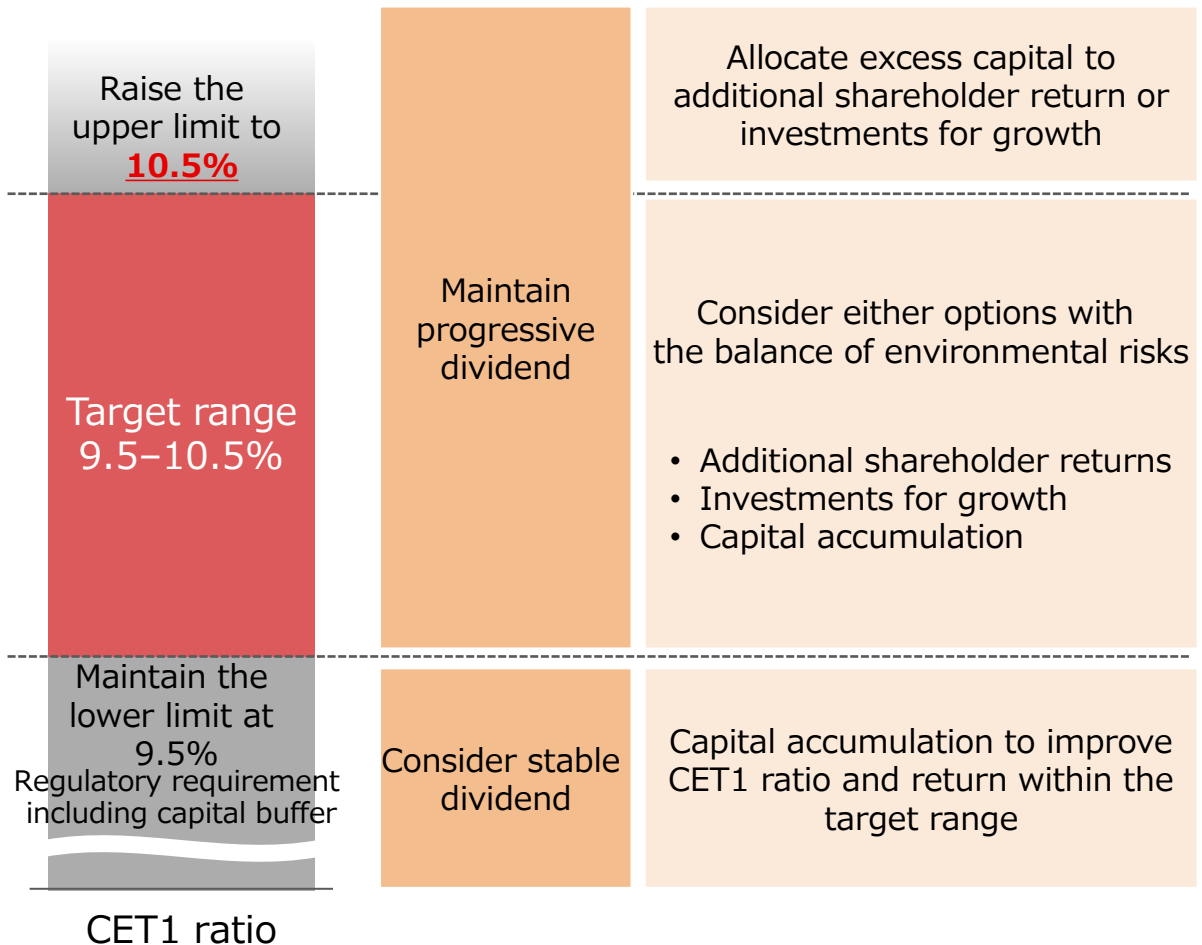 Raise the
upper limit to
10.5%
Maintain
progressive
dividend
Allocate excess capital to
additional shareholder return or
investments for growth
Target range
9.5–10.5%
Consider either options with
the balance of environmental risks
• Additional shareholder returns
• Investments for growth
• Capital accumulation
Maintain the
lower limit at
9.5%
Regulatory requirement
including capital buffer
Consider stable
dividend
Capital accumulation to improve
CET1 ratio and return within the
target range
CET1 ratio